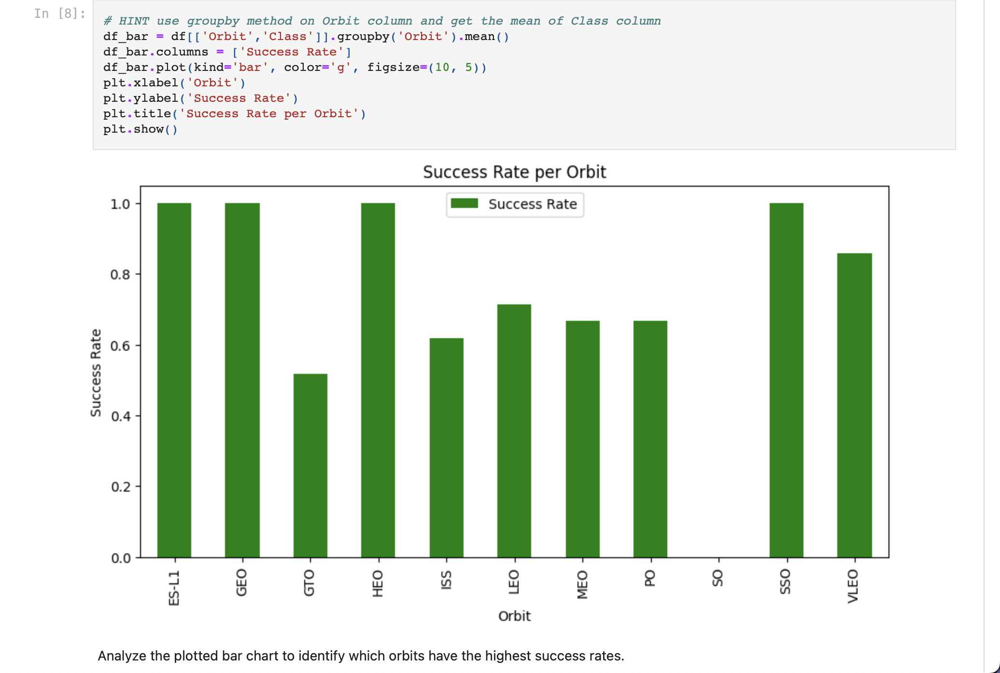 In [8]:
# HINT use groupby method on Orbit column and get the mean of Class column
df_bar = df[['Orbit','Class']].groupby('Orbit').mean()
df_bar.columns = ['Success Rate']
df_bar.plot(kind='bar', color='g', figsize=(10, 5))
plt.xlabel('Orbit')
plt.ylabel('Success Rate')
plt.title('Success Rate per Orbit')
plt.show()
Success Rate per Orbit
Success Rate
1.0
0.8
0.6
0.4
0.2
0.0
Success Rate
ES-L1
GEO
GTO
HEO
ISS
LEO
MEO
PO
SO
SSO
VLEO
Orbit
Analyze the plotted bar chart to identify which orbits have the highest success rates.